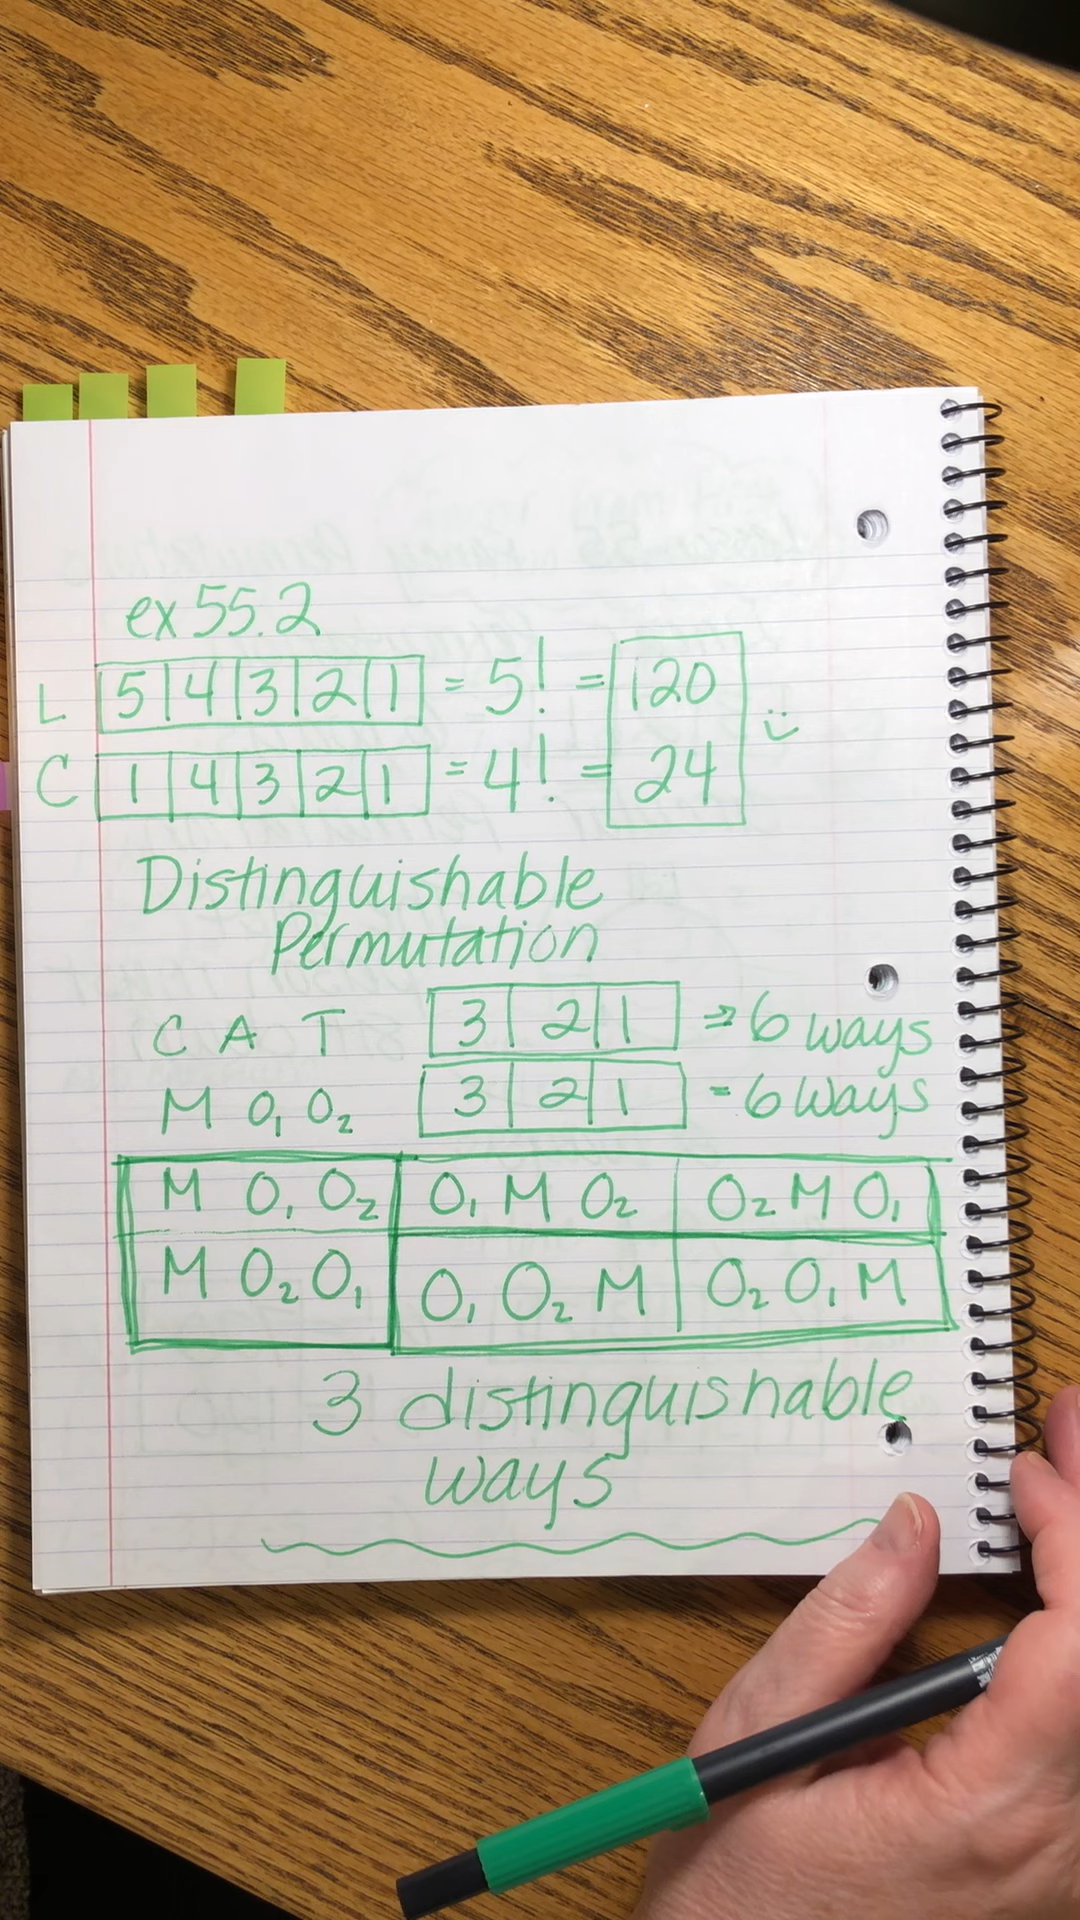 ex 55.2
L 5 4 3 2 1 = 5! = 120
C 1 4 3 2 1 = 4! = 24
Distinguishable
Permutation
C A T 3 2 1 ⇒ 6 ways
M O₁ O₂ 3 2 1 = 6 ways
M O₁ O₂ O₁ M O₂ O₂ M O₁
M O₂ O₁ O₁ O₂ M O₂ O₁ M
3 distinguishable
ways